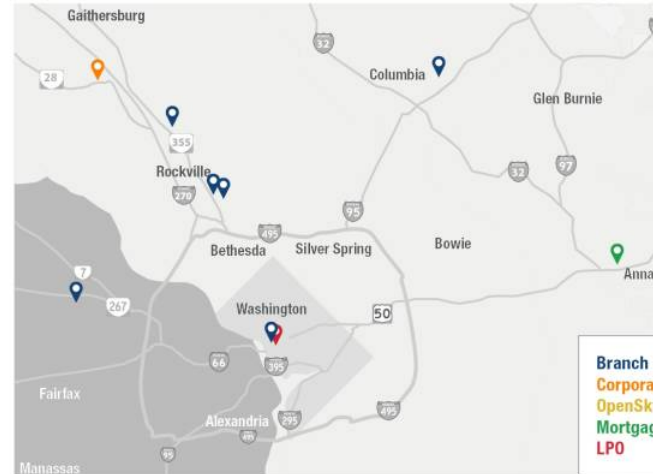 Gaithersburg
32
Columbia
28
Glen Burnie
355
Rockville
32
97
270
95
495
Bethesda
Silver Spring
Bowie
7
Anna
267
Washington
50
66
395
Fairfax
Alexandria
295
495
495
95
Manassas
Branch
Corpora
OpenSk
Mortgag
LPO